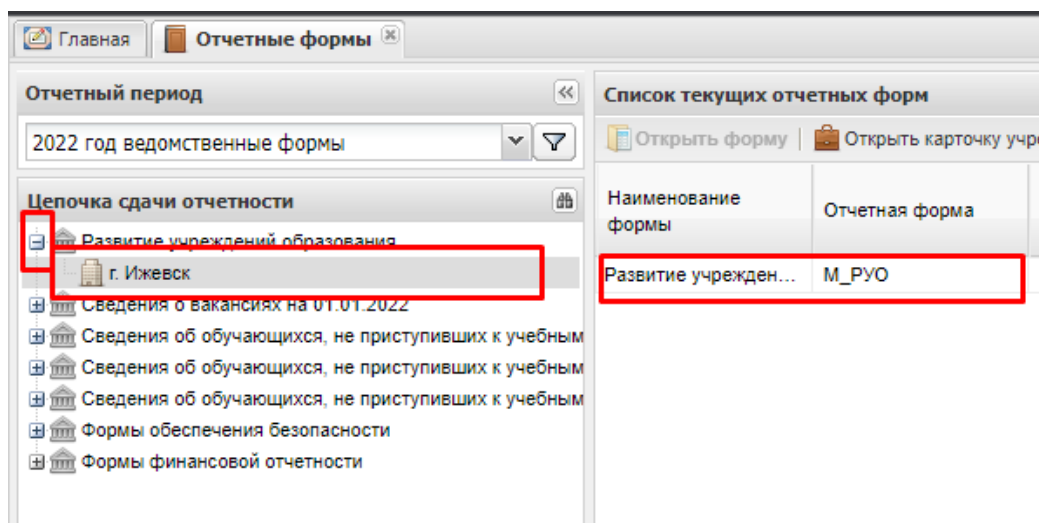 Главная
Отчетные формы
Отчетный период
2022 год ведомственные формы
Цепочка сдачи отчетности
Развитие учреждений образования
г. Ижевск
Сведения о вакансиях на 01.01.2022
Сведения об обучающихся, не приступивших к учебным
Сведения об обучающихся, не приступивших к учебным
Сведения об обучающихся, не приступивших к учебным
Формы обеспечения безопасности
Формы финансовой отчетности
Список текущих отчетных форм
Открыть форму
Открыть карточку учр
Наименование
формы
Отчетная форма
Развитие учрежден...
М_РУО